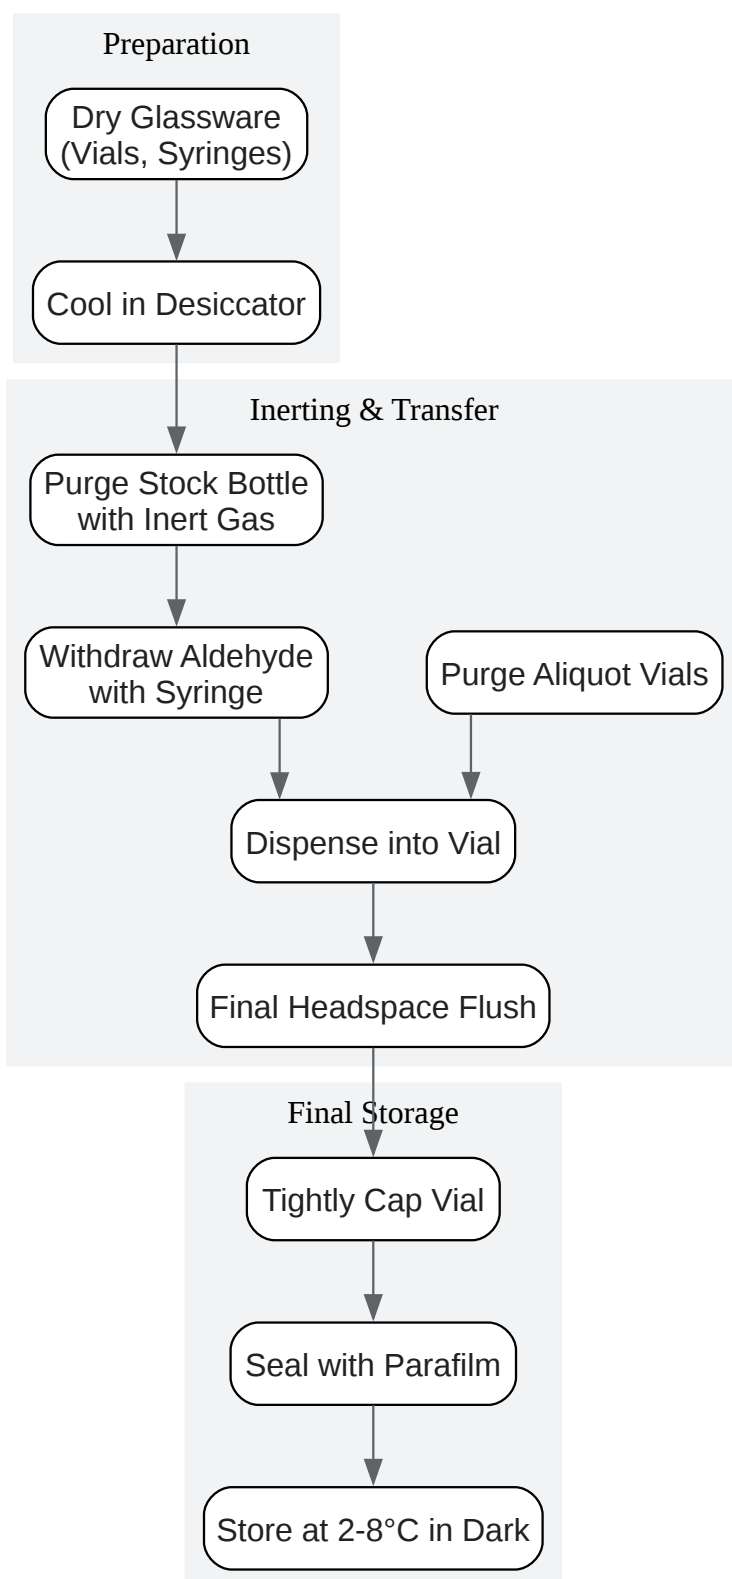 Preparation
Dry Glassware
(Vials, Syringes)
Cool in Desiccator
Inerting & Transfer
Purge Stock Bottle
with Inert Gas
Withdraw Aldehyde
with Syringe
Purge Aliquot Vials
Dispense into Vial
Final Headspace Flush
Final Storage
Tightly Cap Vial
Seal with Parafilm
Store at 2-8°C in Dark